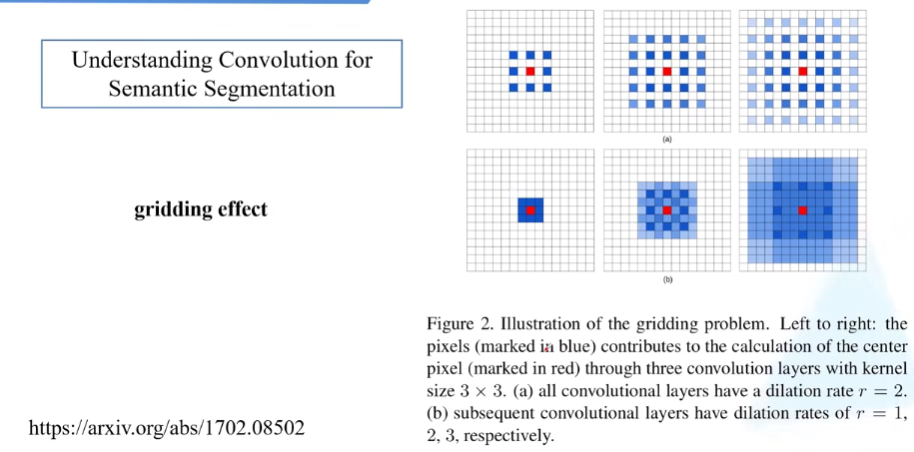 Understanding Convolution for
Semantic Segmentation
gridding effect
https://arxiv.org/abs/1702.08502
(a)
(b)
Figure 2. Illustration of the gridding problem. Left to right: the
pixels (marked in blue) contributes to the calculation of the center
pixel (marked in red) through three convolution layers with kernel
size 3 × 3. (a) all convolutional layers have a dilation rate r = 2.
(b) subsequent convolutional layers have dilation rates of r = 1,
2, 3, respectively.